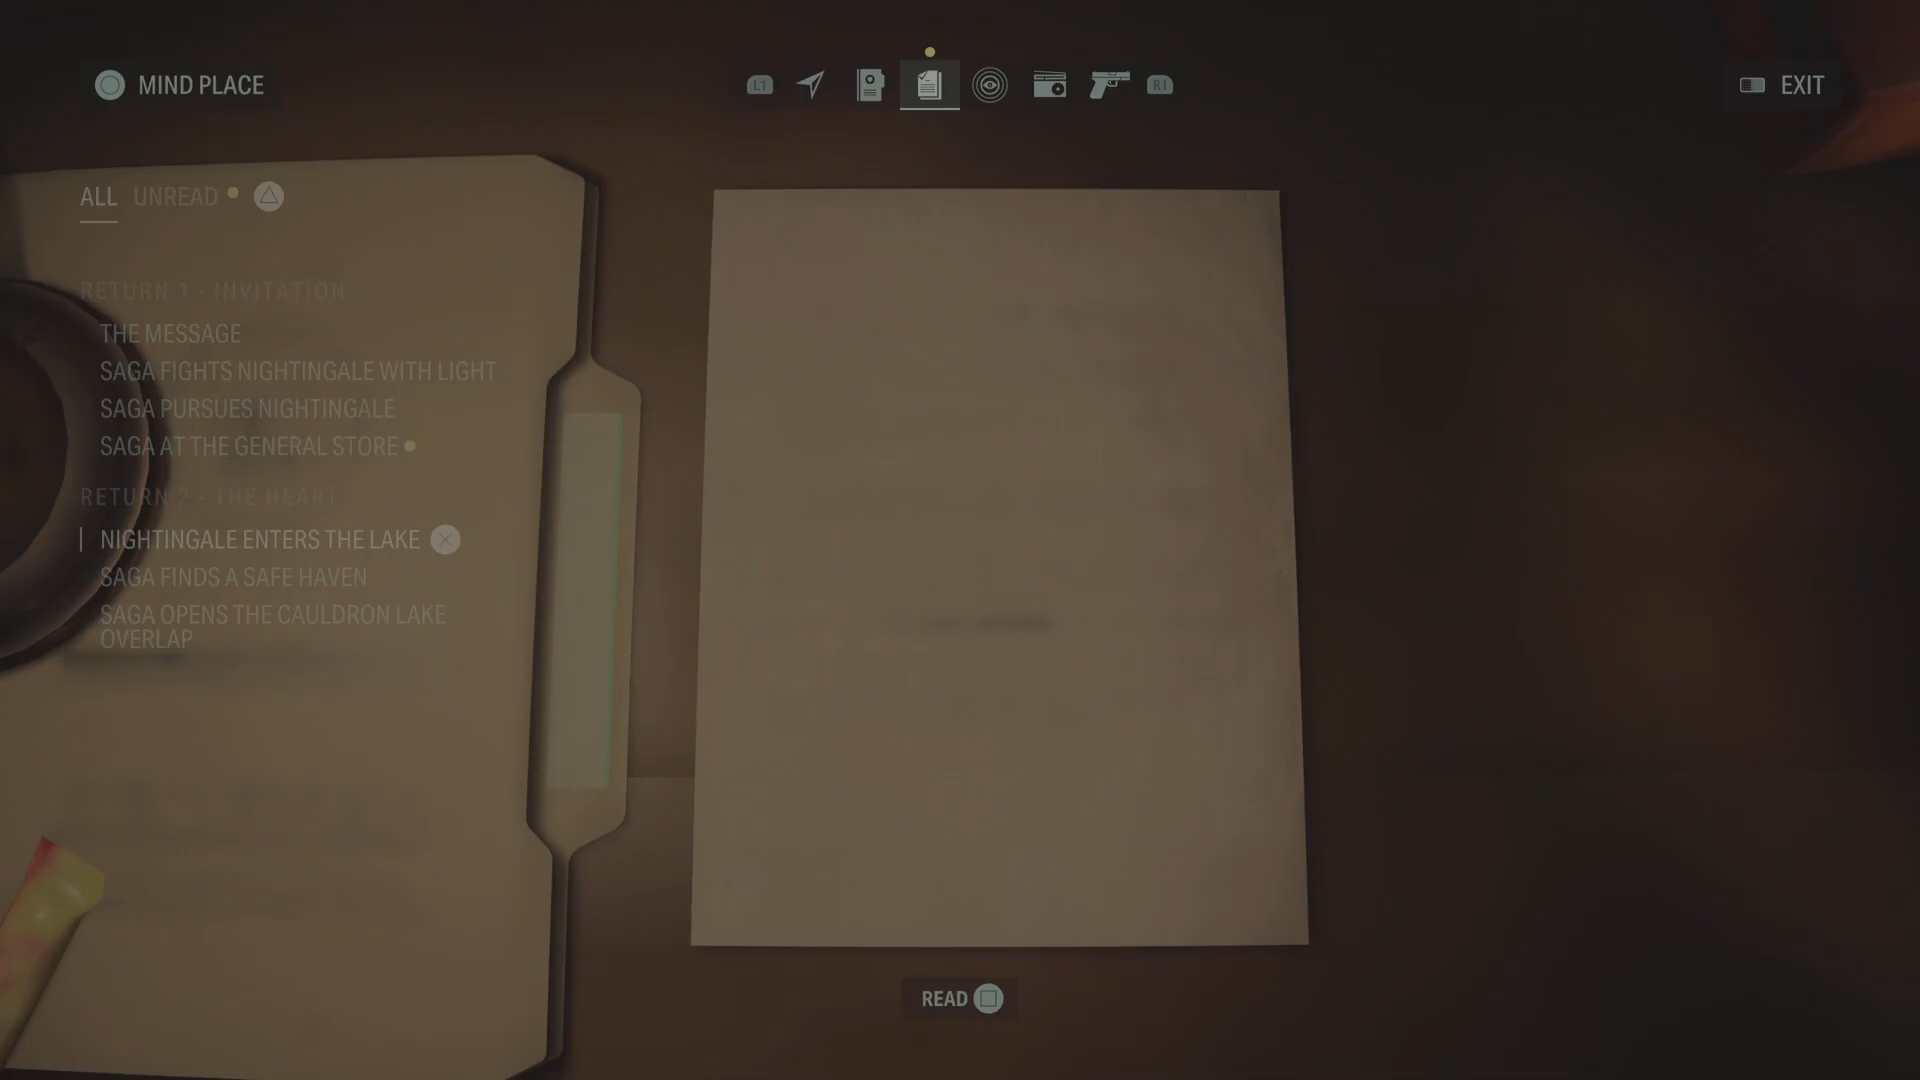 MIND PLACE
L1
R1
EXIT
ALL UNREAD
RETURN 1 - INVITATION
THE MESSAGE
SAGA FIGHTS NIGHTINGALE WITH LIGHT
SAGA PURSUES NIGHTINGALE
SAGA AT THE GENERAL STORE
RETURN 2 - THE HEART
NIGHTINGALE ENTERS THE LAKE
SAGA FINDS A SAFE HAVEN
SAGA OPENS THE CAULDRON LAKE
OVERLAP
READ